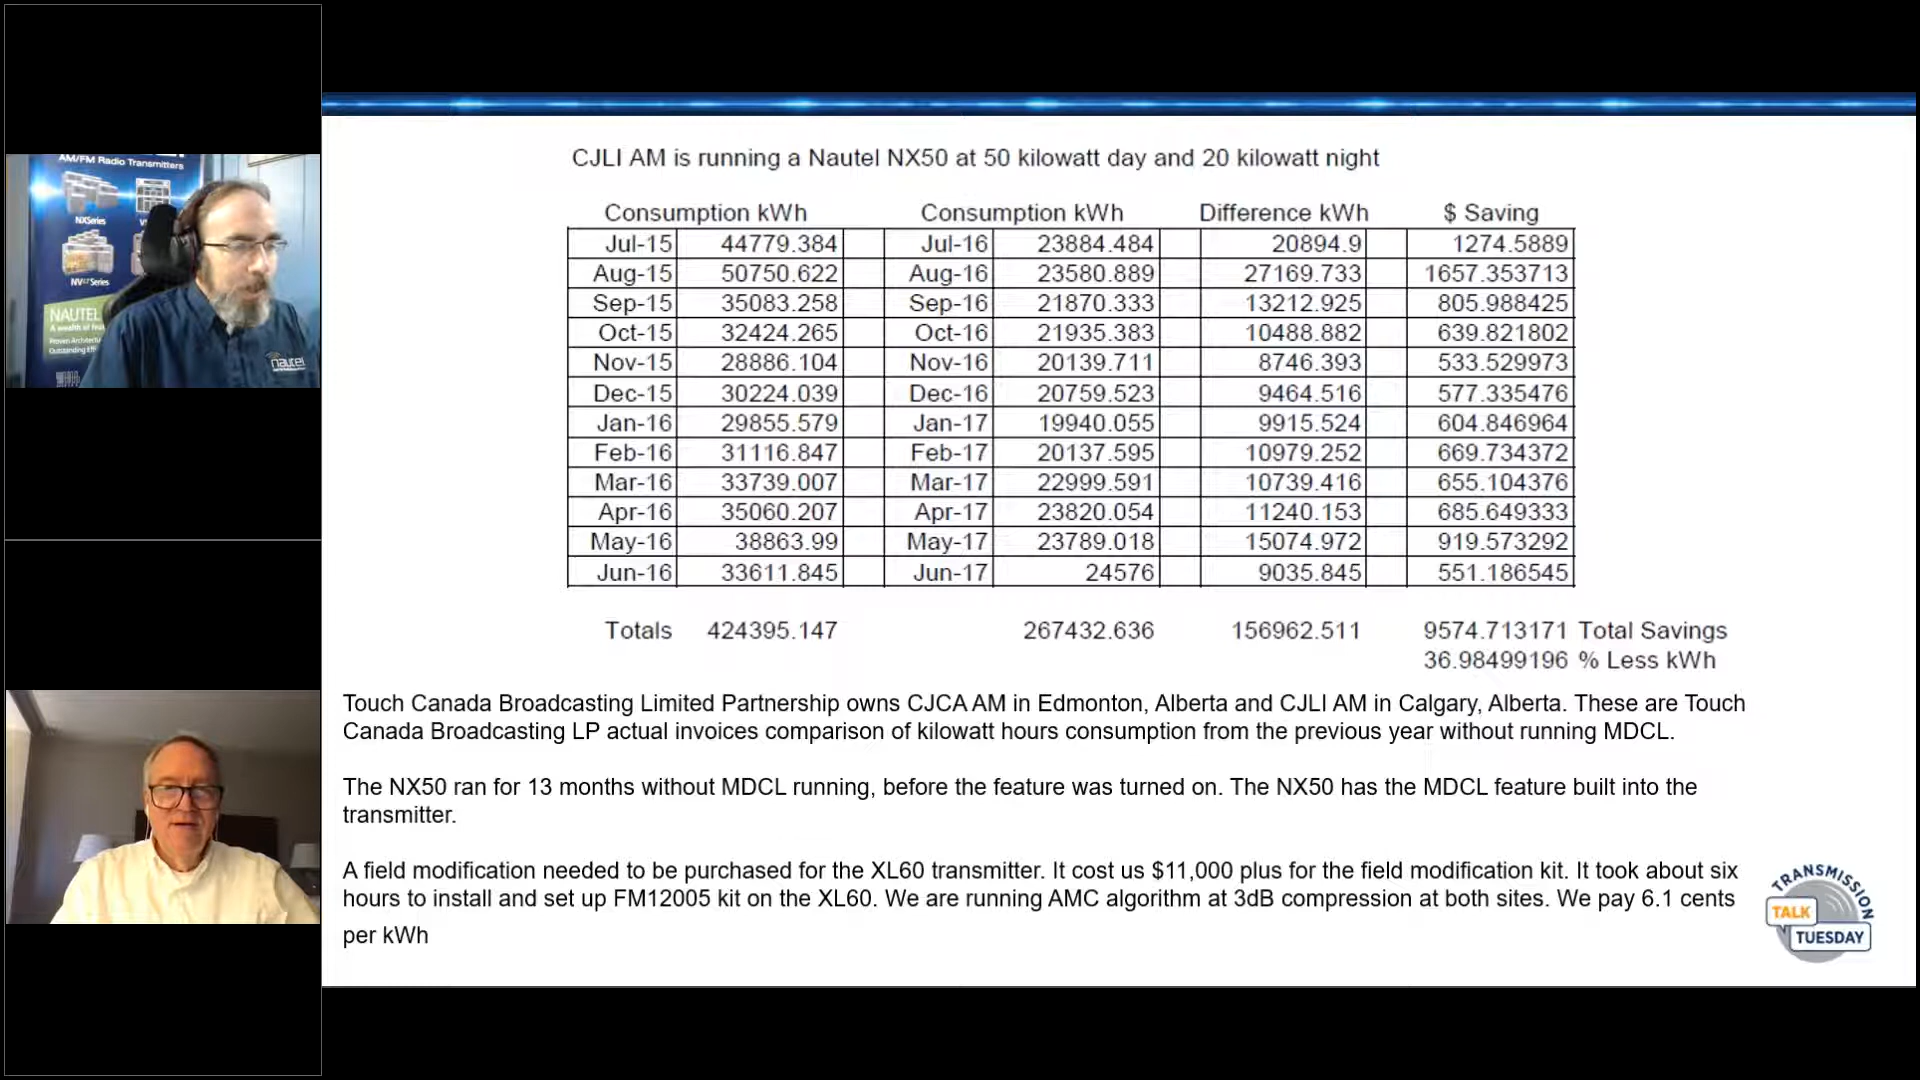 AM/FM Radio Transmitters
NXSeries
NV Series
NAUTEL
nautel
CJLI AM is running a Nautel NX50 at 50 kilowatt day and 20 kilowatt night
Consumption kWh Consumption kWh Difference kWh $ Saving
Jul-15 44779.384 Jul-16 23884.484 20894.9 1274.5889
Aug-15 50750.622 Aug-16 23580.889 27169.733 1657.353713
Sep-15 35083.258 Sep-16 21870.333 13212.925 805.988425
Oct-15 32424.265 Oct-16 21935.383 10488.882 639.821802
Nov-15 28886.104 Nov-16 20139.711 8746.393 533.529973
Dec-15 30224.039 Dec-16 20759.523 9464.516 577.335476
Jan-16 29855.579 Jan-17 19940.055 9915.524 604.846964
Feb-16 31116.847 Feb-17 20137.595 10979.252 669.734372
Mar-16 33739.007 Mar-17 22999.591 10739.416 655.104376
Apr-16 35060.207 Apr-17 23820.054 11240.153 685.649333
May-16 38863.99 May-17 23789.018 15074.972 919.573292
Jun-16 33611.845 Jun-17 24576 9035.845 551.186545
Totals 424395.147 267432.636 156962.511 9574.713171 Total Savings
36.98499196 % Less kWh
Touch Canada Broadcasting Limited Partnership owns CJCA AM in Edmonton, Alberta and CJLI AM in Calgary, Alberta. These are Touch
Canada Broadcasting LP actual invoices comparison of kilowatt hours consumption from the previous year without running MDCL.
The NX50 ran for 13 months without MDCL running, before the feature was turned on. The NX50 has the MDCL feature built into the
transmitter.
A field modification needed to be purchased for the XL60 transmitter. It cost us $11,000 plus for the field modification kit. It took about six
hours to install and set up FM12005 kit on the XL60. We are running AMC algorithm at 3dB compression at both sites. We pay 6.1 cents
per kWh
TRANSMISSION
TALK
TUESDAY